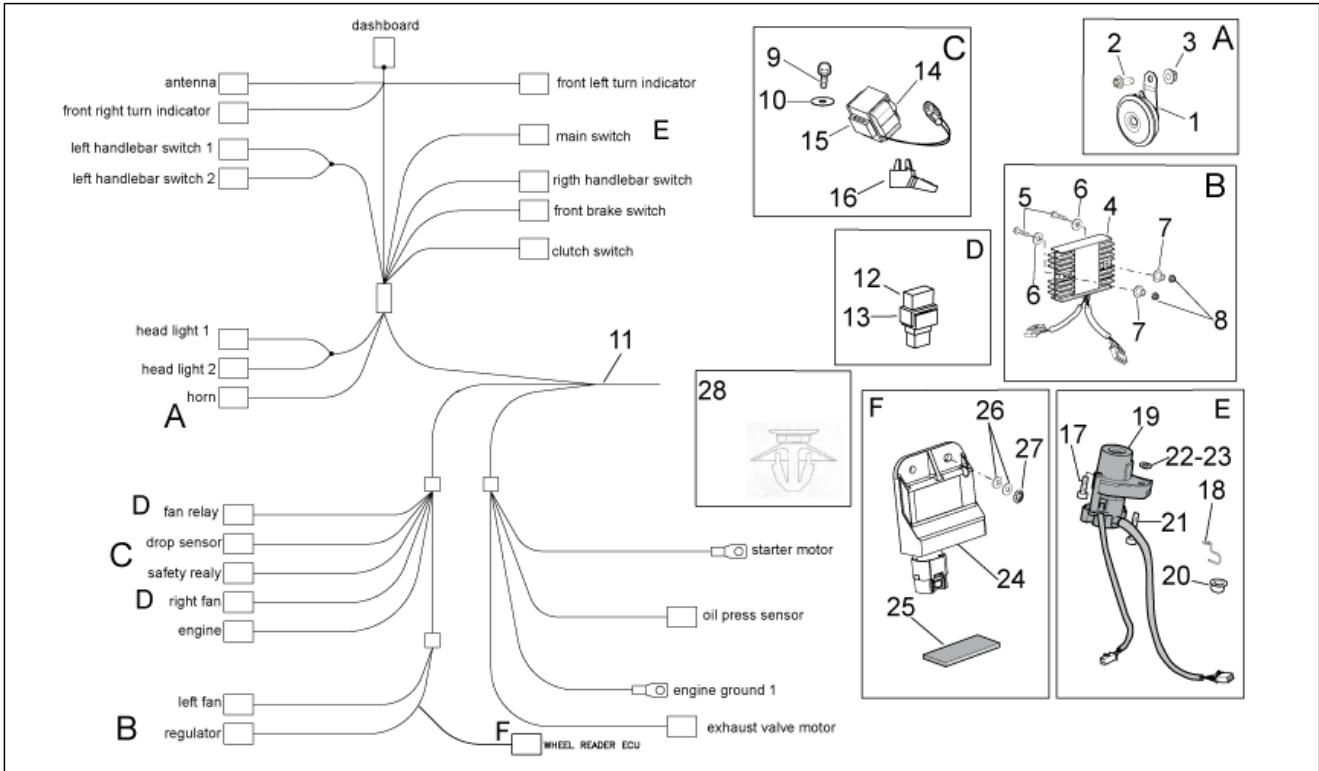 dashboard
antenna
front left turn indicator
front right turn indicator
left handlebar switch 1
main switch
E
left handlebar switch 2
rigth handlebar switch
front brake switch
clutch switch
head light 1
head light 2
horn
A
11
D
fan relay
drop sensor
C
safety realy
D
right fan
engine
starter motor
oil press sensor
engine ground 1
left fan
B
regulator
F
WHEEL READER ECU
exhaust valve motor
C
9
14
10
15
16
A
2
3
1
B
5
6
4
7
6
7
8
D
12
13
28
F
26
27
24
25
E
19
17
22-23
18
21
20